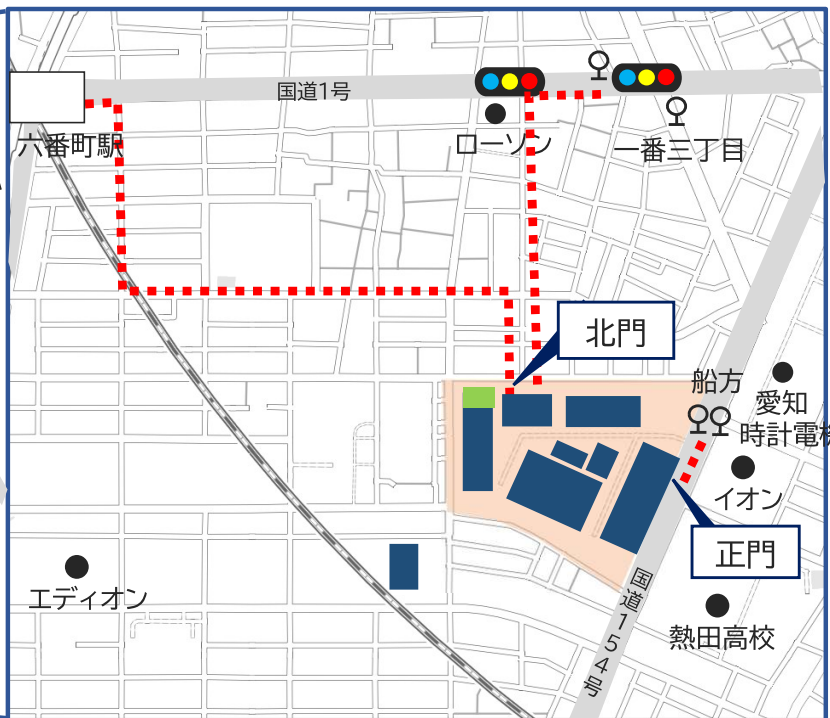 国道1号
六番町駅
ローソン
一番三丁目
北門
船方
愛知
時計電機
イオン
正門
エディオン
国道154号
熱田高校